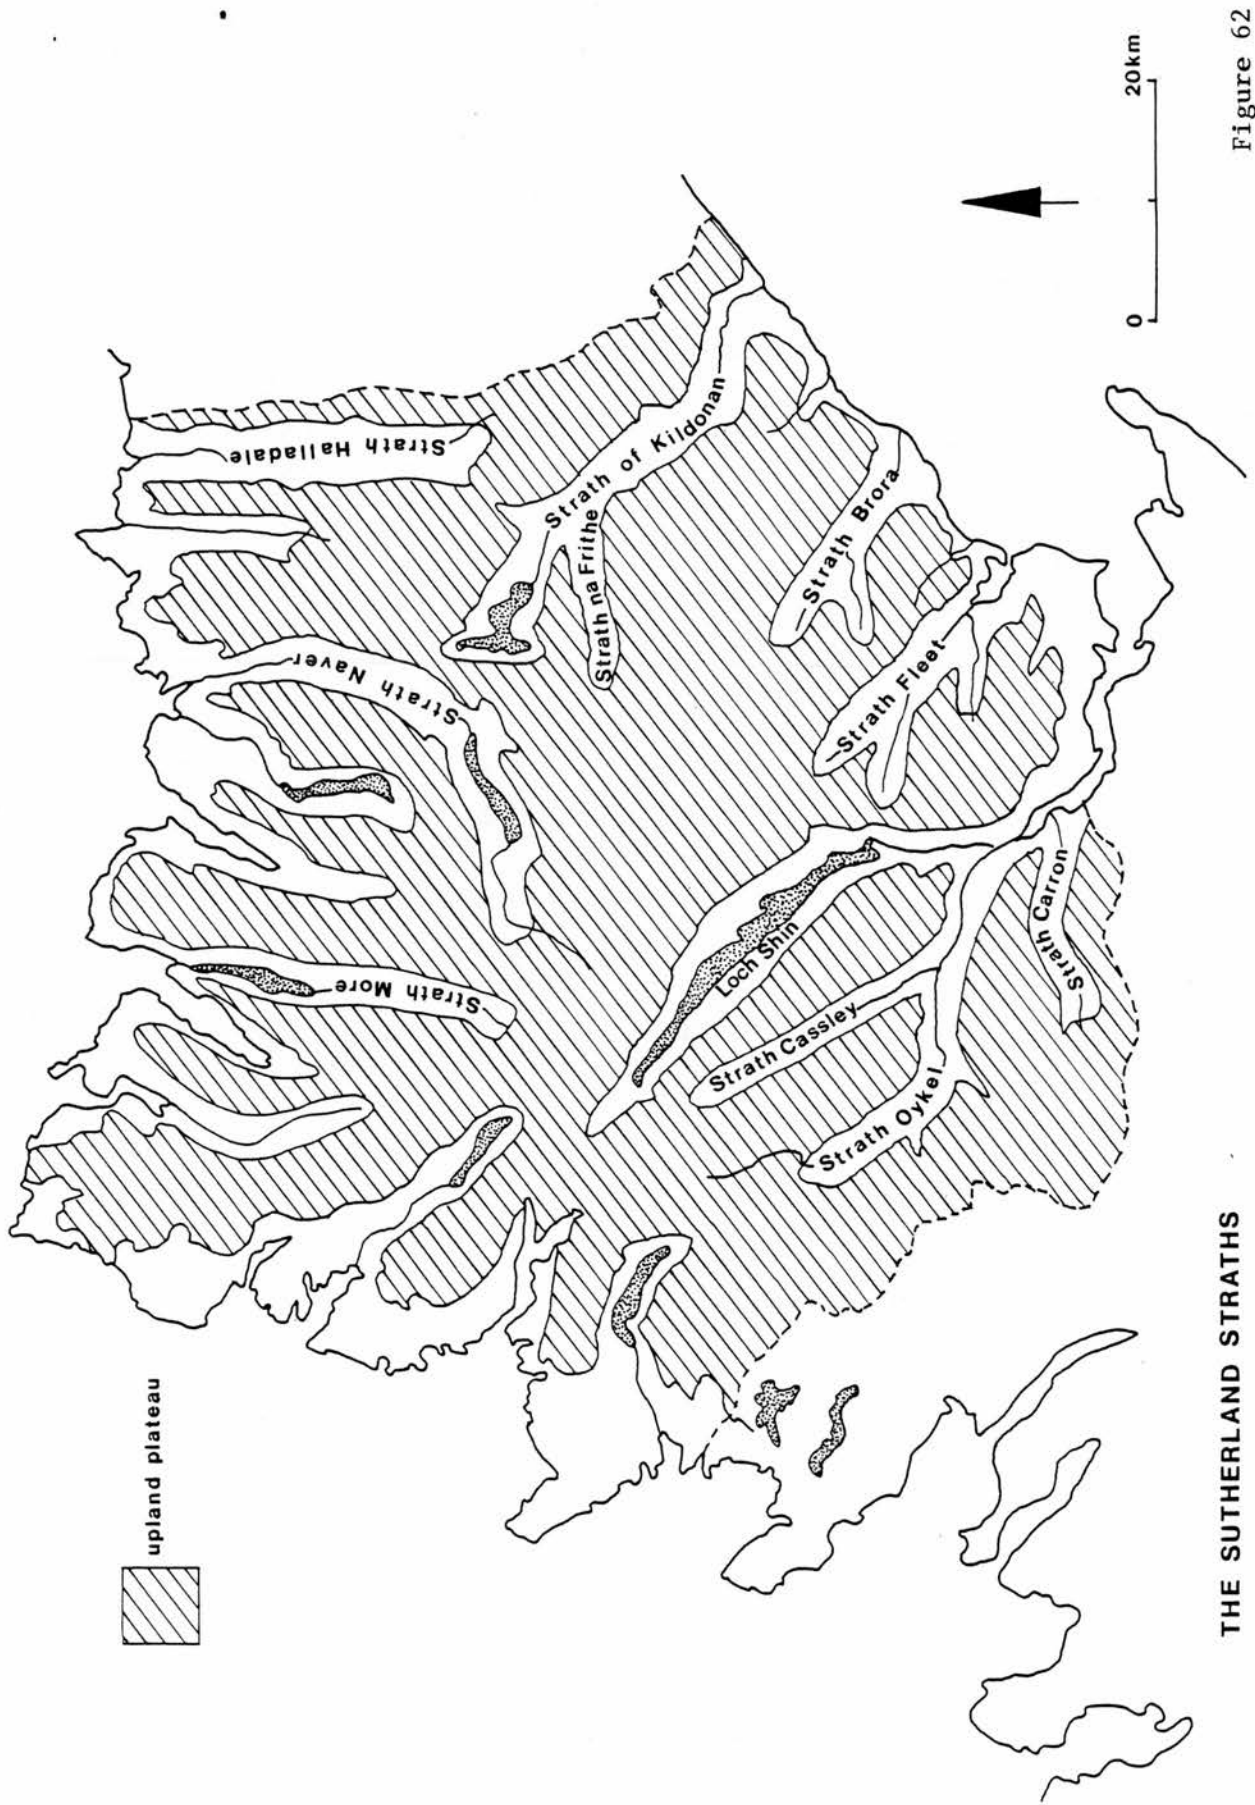 upland plateau
Strath Halladale
Strath Naver
Strath More
Strath of Kildonan
Strath na Frithe
Strath Brora
Strath Fleet
Loch Shin
Strath Cassley
Strath Oykel
Strath Carron
0 20km
THE SUTHERLAND STRATHS
Figure 62